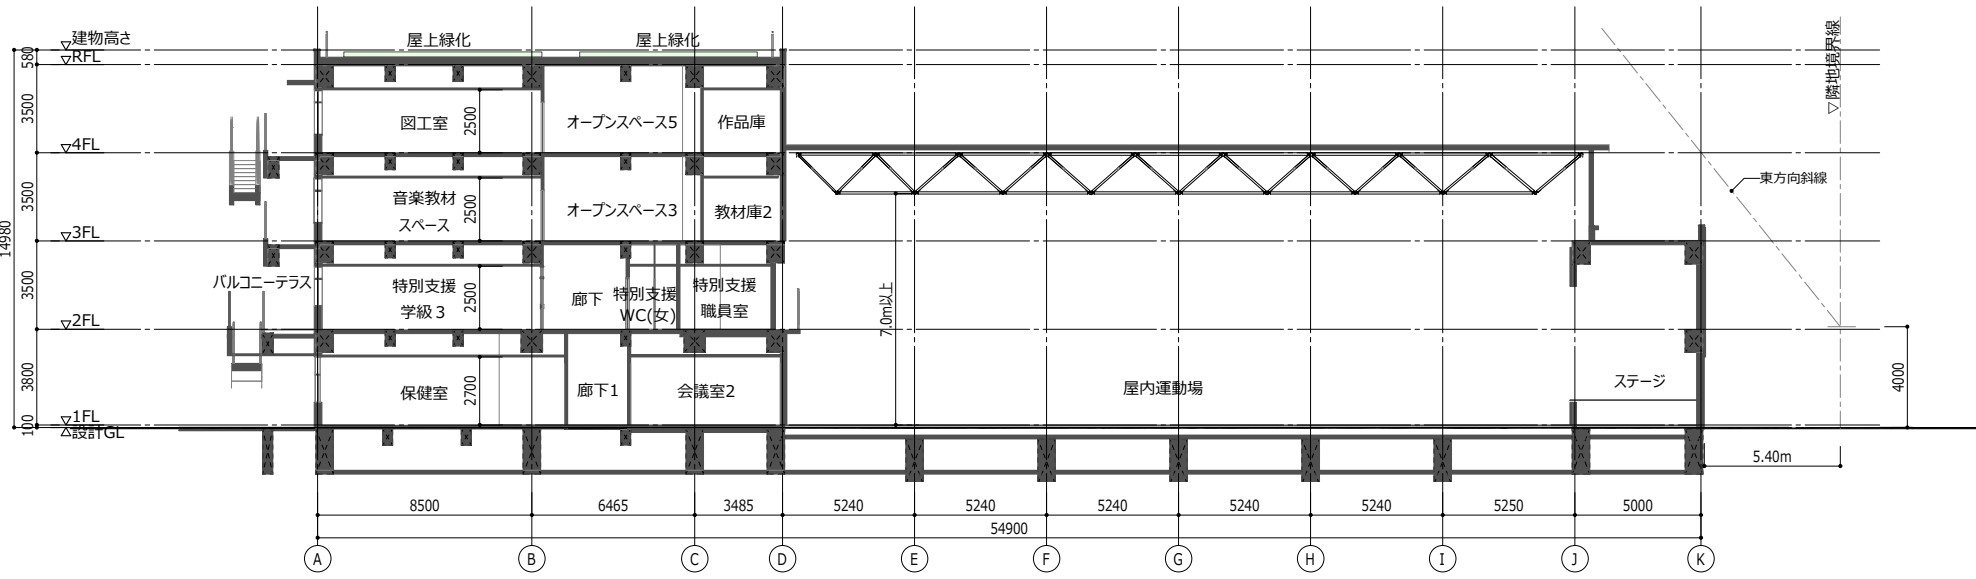 ▽建物高さ
屋上緑化
屋上緑化
580
▽RFL
▽隣地境界線
3500
図工室
2500
オープンスペース5
作品庫
▽4FL
東方向斜線
3500
音楽教材
スペース
2500
オープンスペース3
教材庫2
14980
▽3FL
3500
バルコニーテラス
特別支援
学級３
2500
廊下
特別支援
WC(女)
特別支援
職員室
7.0m以上
▽2FL
3800
保健室
2700
廊下1
会議室2
屋内運動場
ステージ
4000
▽1FL
100
△設計GL
5.40m
8500
6465
3485
5240
5240
5240
5240
5240
5250
5000
54900
A
B
C
D
E
F
G
H
I
J
K